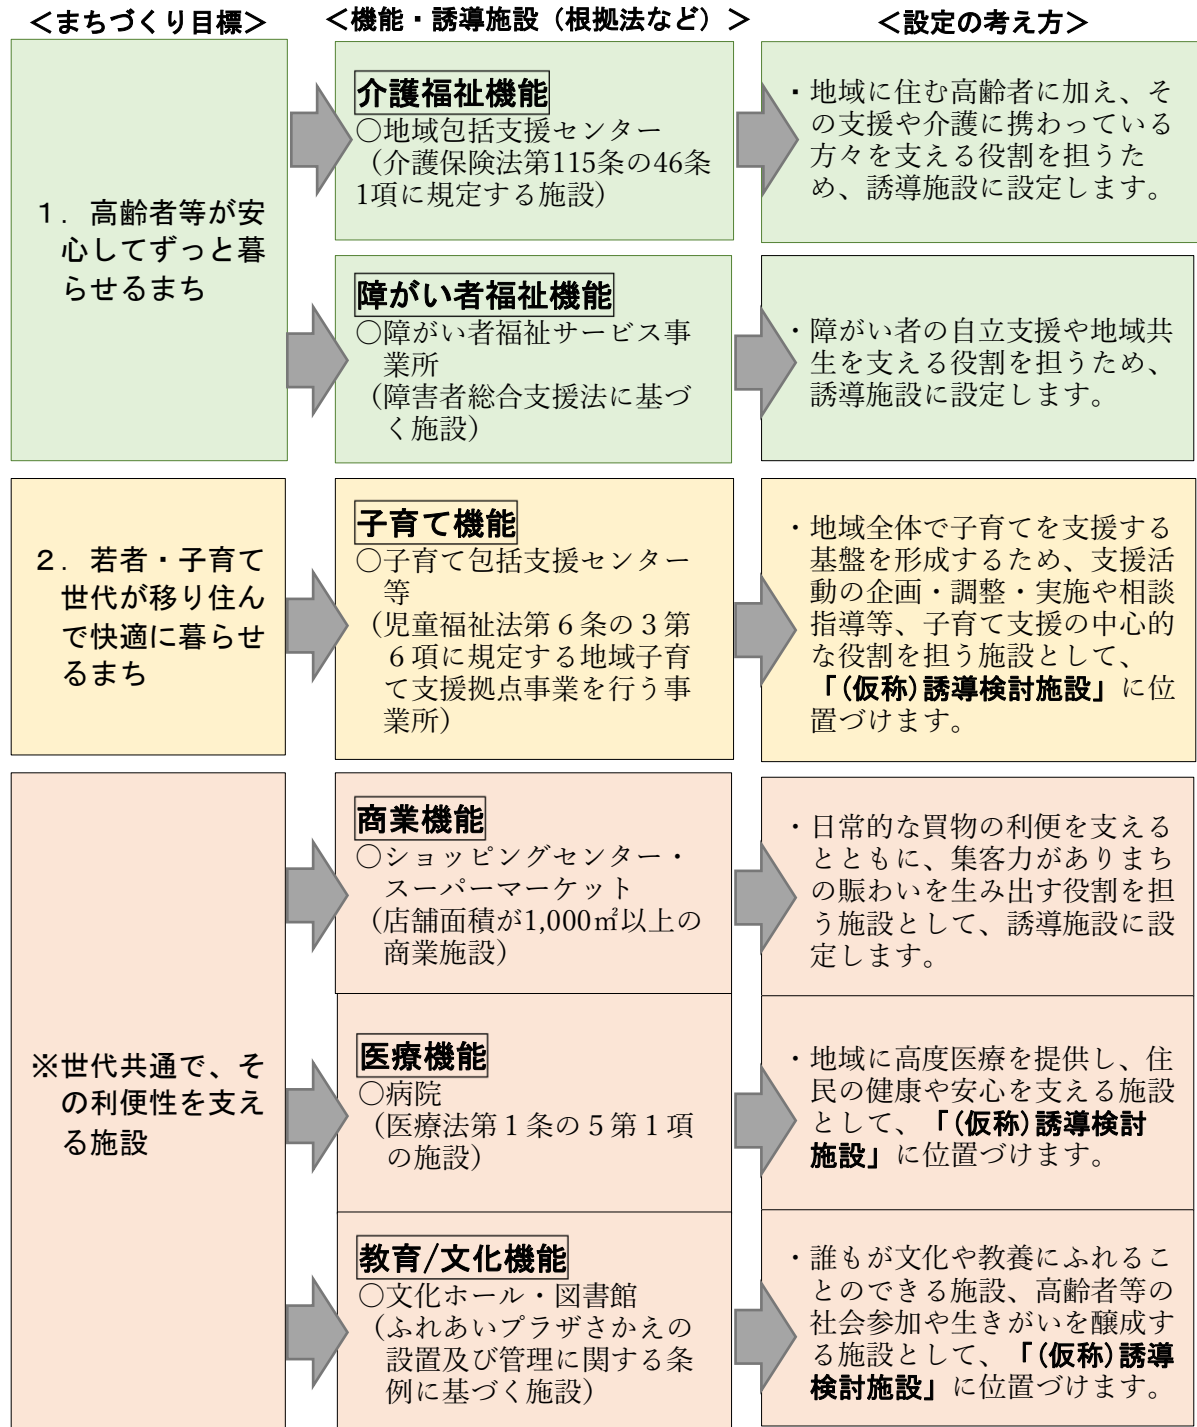 ＜まちづくり目標＞
＜機能・誘導施設（根拠法など）＞
＜設定の考え方＞
１．高齢者等が安
心してずっと暮
らせるまち
介護福祉機能
○地域包括支援センター
（介護保険法第115条の46条
1項に規定する施設）
・地域に住む高齢者に加え、そ
の支援や介護に携わっている
方々を支える役割を担うた
め、誘導施設に設定します。
障がい者福祉機能
○障がい者福祉サービス事
業所
（障害者総合支援法に基づ
く施設）
・障がい者の自立支援や地域共
生を支える役割を担うため、
誘導施設に設定します。
２．若者・子育て
世代が移り住ん
で快適に暮らせ
るまち
子育て機能
○子育て包括支援センター
等
（児童福祉法第６条の３第
６項に規定する地域子育
て支援拠点事業を行う事
業所）
・地域全体で子育てを支援する
基盤を形成するため、支援活
動の企画・調整・実施や相談
指導等、子育て支援の中心的
な役割を担う施設として、
「(仮称)誘導検討施設」に位
置づけます。
※世代共通で、そ
の利便性を支え
る施設
商業機能
○ショッピングセンター・
スーパーマーケット
（店舗面積が1,000㎡以上の
商業施設）
・日常的な買物の利便を支える
とともに、集客力がありまち
の賑わいを生み出す役割を担
う施設として、誘導施設に設
定します。
医療機能
○病院
（医療法第１条の５第１項
の施設）
・地域に高度医療を提供し、住
民の健康や安心を支える施設
として、「(仮称)誘導検討
施設」に位置づけます。
教育/文化機能
○文化ホール・図書館
（ふれあいプラザさかえの
設置及び管理に関する条
例に基づく施設）
・誰もが文化や教養にふれるこ
とのできる施設、高齢者等の
社会参加や生きがいを醸成す
る施設として、「(仮称)誘導
検討施設」に位置づけます。